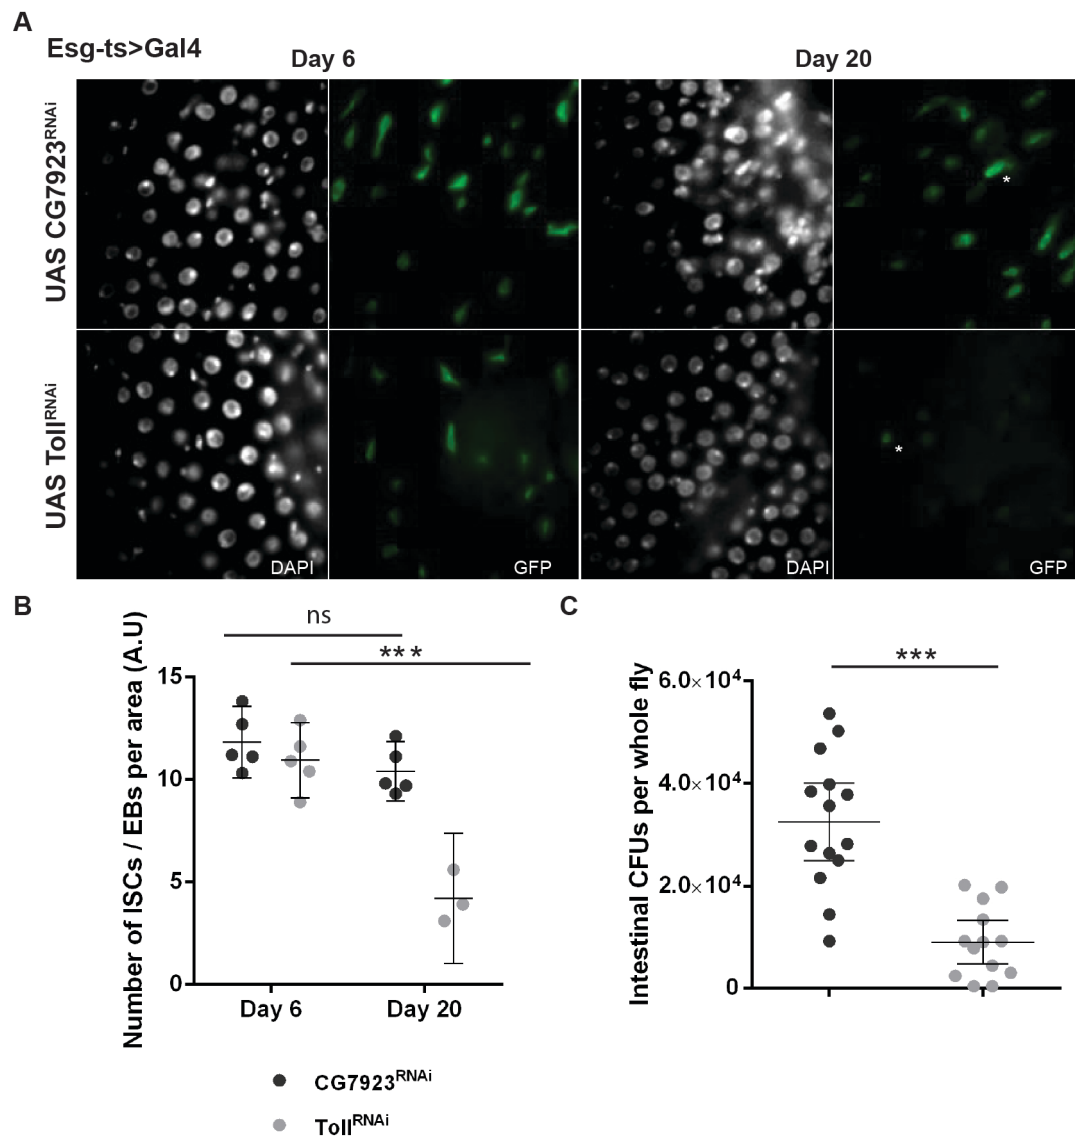 A
Esg-ts>Gal4
Day 6
Day 20
UAS CG7923RNAi
*
UAS TollRNAi
*
DAPI
GFP
DAPI
GFP
B
C
ns
***
Number of ISCs / EBs per area (A.U)
15
10
5
0
Day 6
Day 20
CG7923RNAi
TollRNAi
***
Intestinal CFUs per whole fly
6.0×10⁴
4.0×10⁴
2.0×10⁴
0